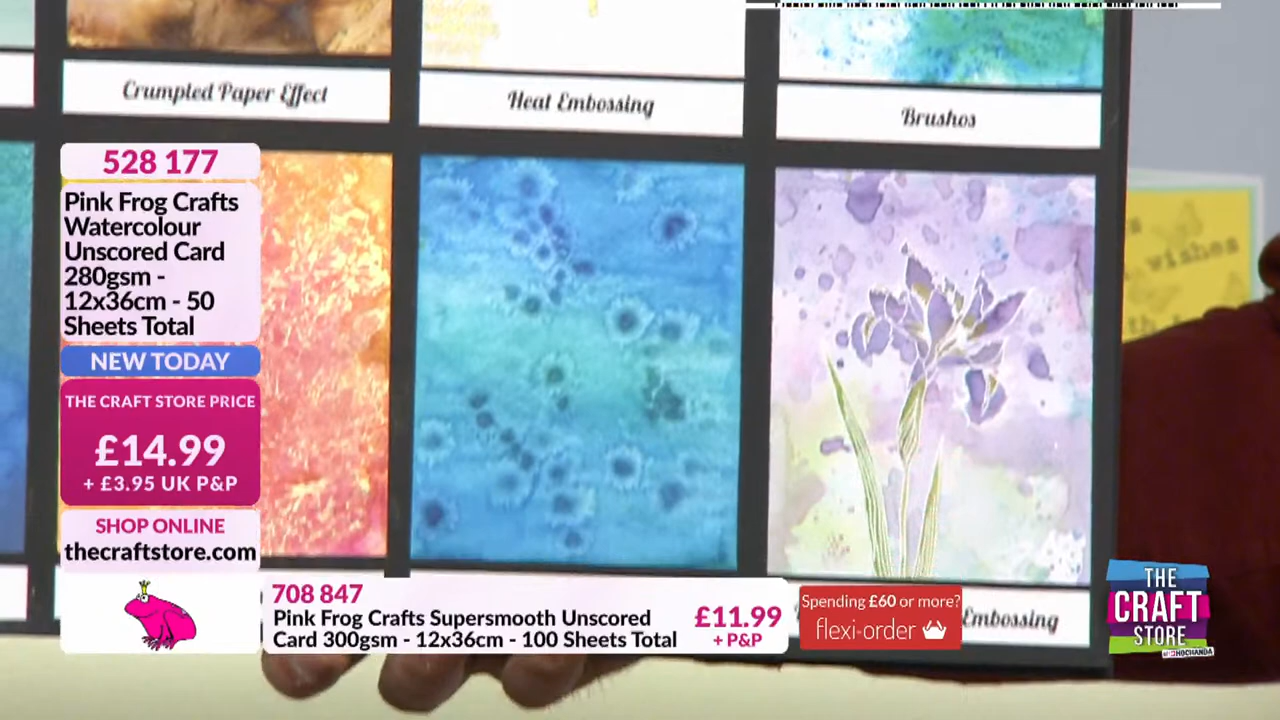 Crumpled Paper Effect
Heat Embossing
Brushos
528 177
Pink Frog Crafts
Watercolour
Unscored Card
280gsm -
12x36cm - 50
Sheets Total
NEW TODAY
THE CRAFT STORE PRICE
£14.99
+ £3.95 UK P&P
SHOP ONLINE
thecraftstore.com
wishes
708 847
Pink Frog Crafts Supersmooth Unscored
Card 300gsm - 12x36cm - 100 Sheets Total
£11.99
+ P&P
Spending £60 or more?
flexi-order
Embossing
THE
CRAFT
STORE
HOCHANDA